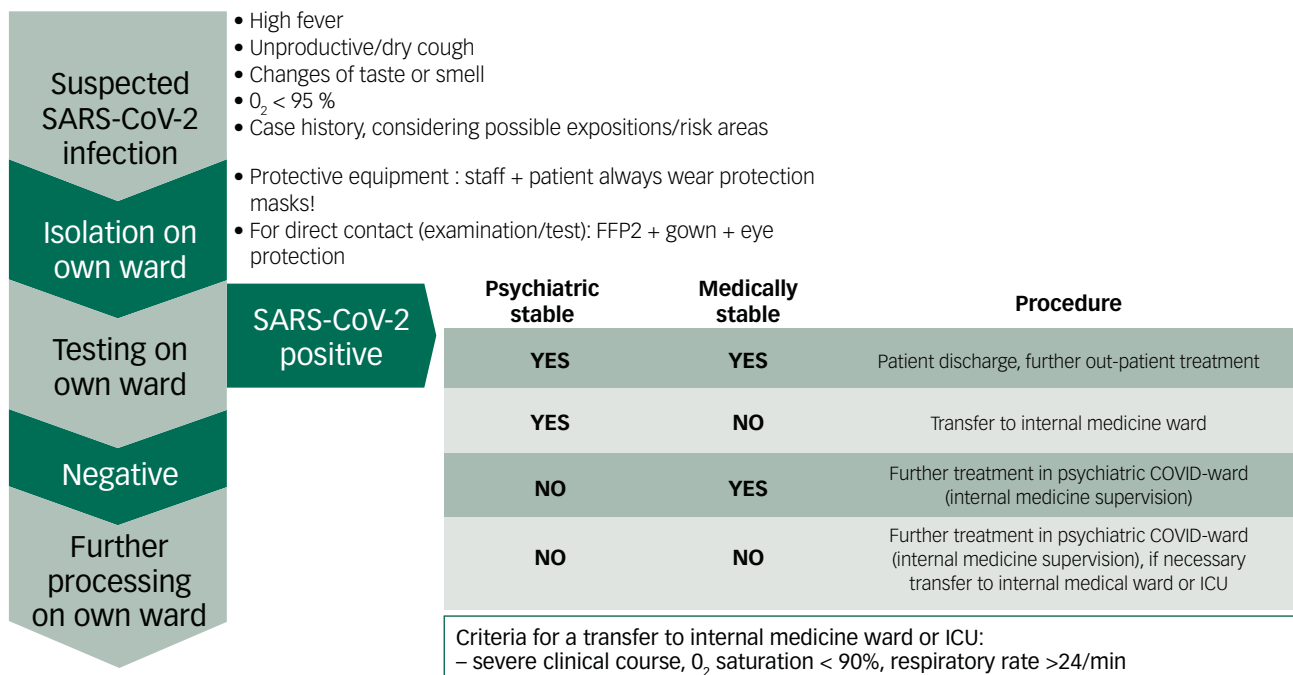 Suspected
SARS-CoV-2
infection
• High fever
• Unproductive/dry cough
• Changes of taste or smell
• 0₂ < 95 %
• Case history, considering possible expositions/risk areas
Isolation on
own ward
• Protective equipment : staff + patient always wear protection
masks!
• For direct contact (examination/test): FFP2 + gown + eye
protection
Testing on
own ward
SARS-CoV-2
positive
Negative
Further
processing
on own ward
Psychiatric
stable
Medically
stable
Procedure
YES YES Patient discharge, further out-patient treatment
YES NO Transfer to internal medicine ward
NO YES Further treatment in psychiatric COVID-ward
(internal medicine supervision)
NO NO Further treatment in psychiatric COVID-ward
(internal medicine supervision), if necessary
transfer to internal medical ward or ICU
Criteria for a transfer to internal medicine ward or ICU:
– severe clinical course, 0₂ saturation < 90%, respiratory rate >24/min